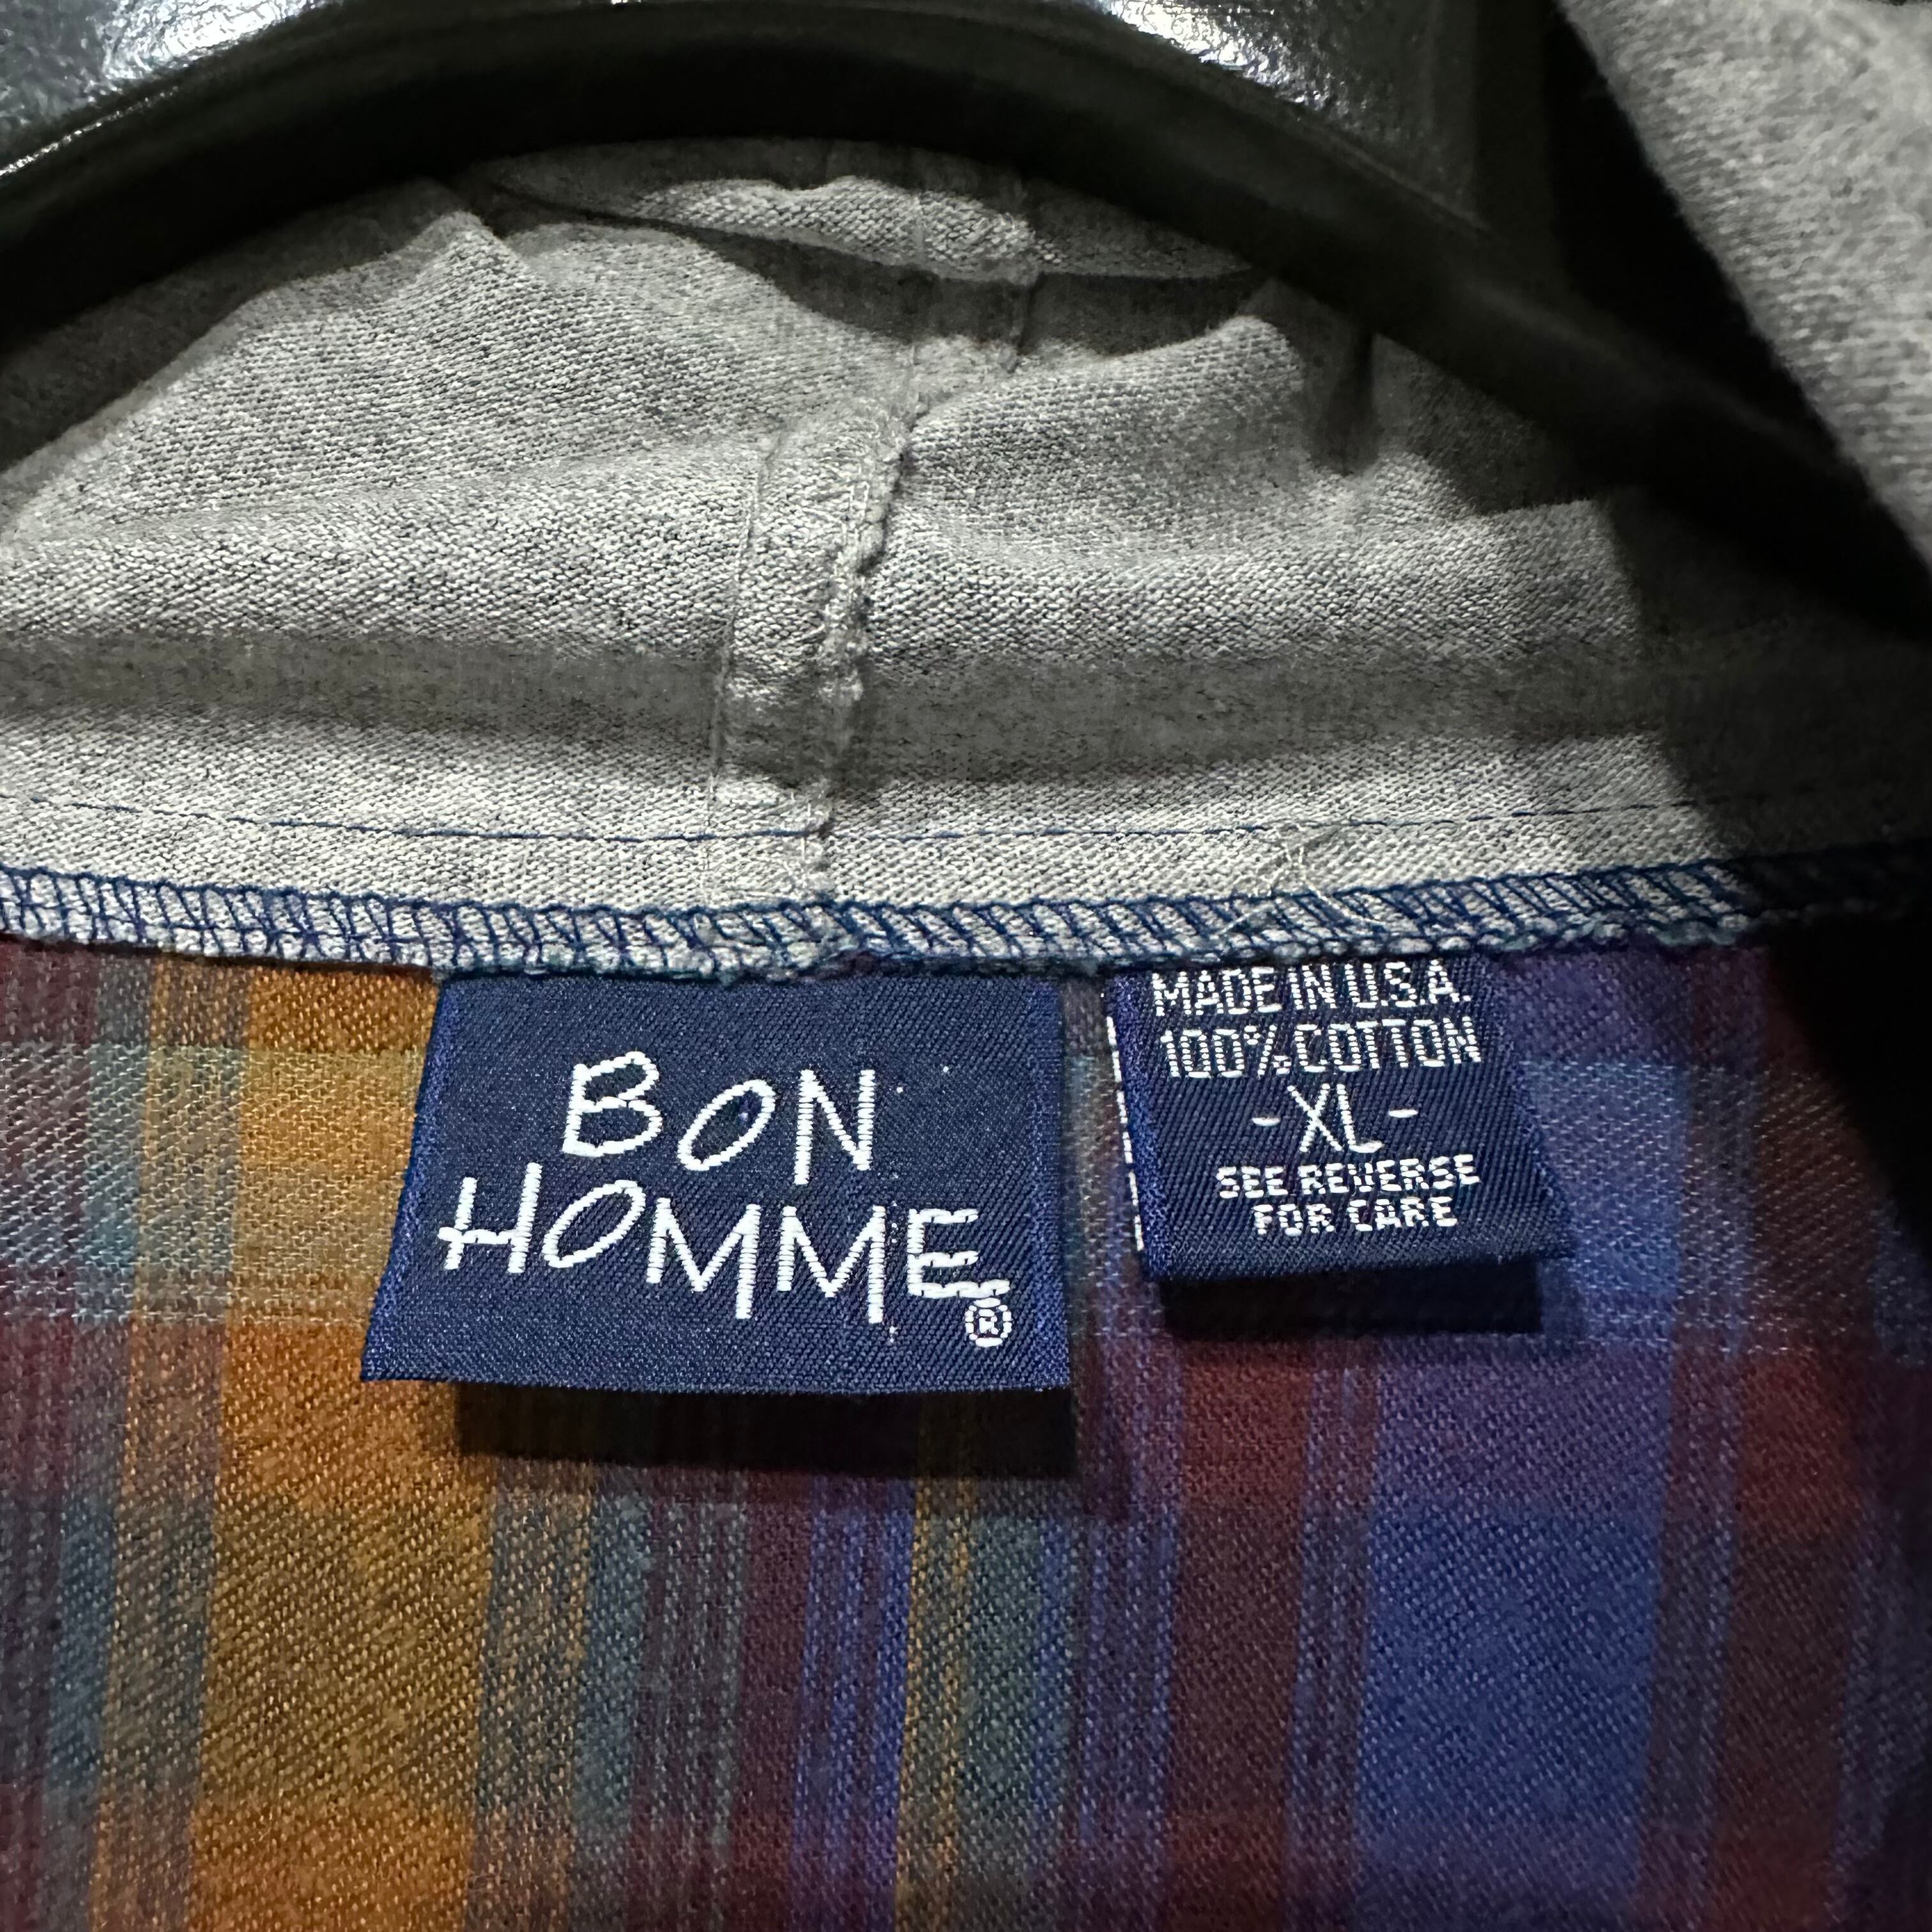 BON
HOMME®
MADE IN U.S.A.
100% COTTON
- XL -
SEE REVERSE
FOR CARE